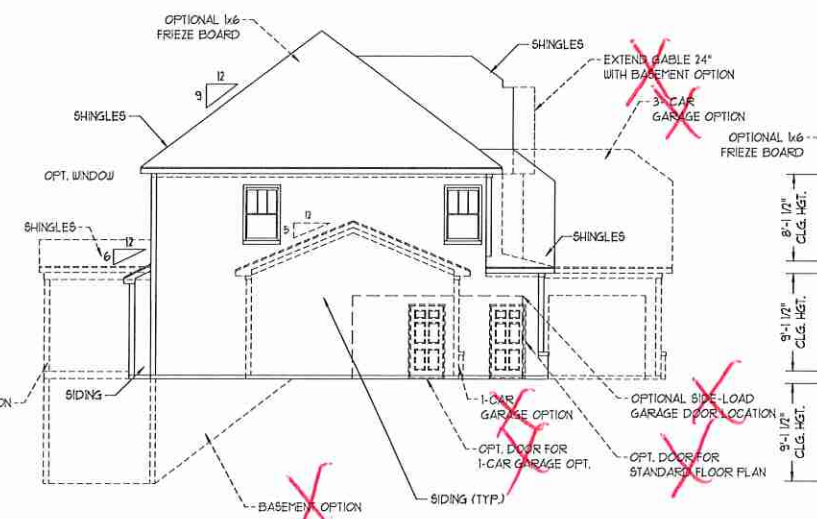 OPTIONAL 1x6
FRIEZE BOARD
SHINGLES
EXTEND GABLE 24"
WITH BASEMENT OPTION
12
9
3-CAR
GARAGE OPTION
SHINGLES
OPTIONAL 1x6
FRIEZE BOARD
OPT. WINDOW
8'-1 1/2"
CLG. HGT.
SHINGLES
12
6
12
5
SHINGLES
9'-1 1/2"
CLG. HGT.
ON
SIDING
1-CAR
GARAGE OPTION
OPTIONAL SIDE-LOAD
GARAGE DOOR LOCATION
9'-1 1/2"
CLG. HGT.
OPT. DOOR FOR
1-CAR GARAGE OPT.
OPT. DOOR FOR
STANDARD FLOOR PLAN
BASEMENT OPTION
SIDING (TYP.)